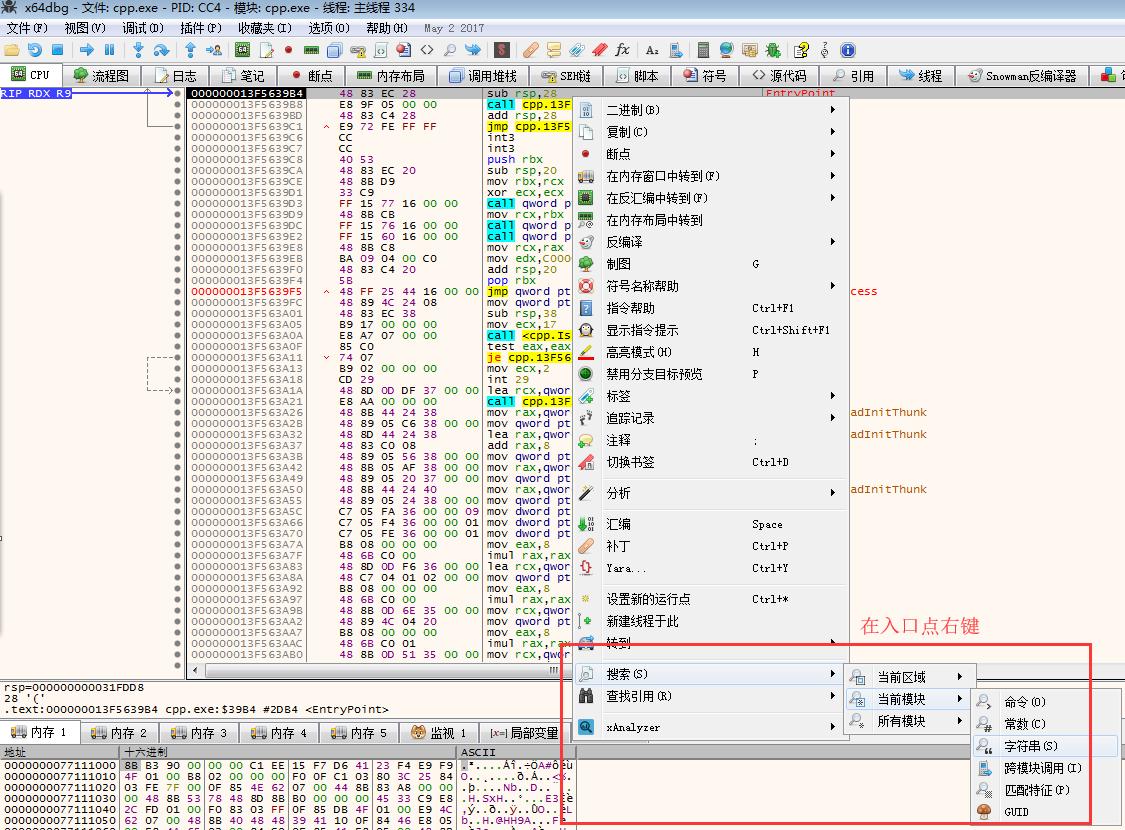 x64dbg - 文件: cpp.exe - PID: CC4 - 模块: cpp.exe - 线程: 主线程 334
文件(F) 视图(V) 调试(D) 插件(P) 收藏夹(I) 选项(O) 帮助(H) May 2 2017
CPU 流程图 日志 笔记 断点 内存布局 调用堆栈 SEH链 脚本 符号 源代码 引用 线程 Snowman反编译器
RIP RDX R9
000000013F5639B4 48 83 EC 28 sub rsp,28 EntryPoint
000000013F5639B8 E8 9F 05 00 00 call cpp.13F
000000013F5639BD 48 83 C4 28 add rsp,28
000000013F5639C1 E9 72 FE FF FF jmp cpp.13F5
000000013F5639C6 CC int3
000000013F5639C7 CC int3
000000013F5639C8 40 53 push rbx
000000013F5639CA 48 83 EC 20 sub rsp,20
000000013F5639CE 48 8B D9 mov rbx,rcx
000000013F5639D1 33 C9 xor ecx,ecx
000000013F5639D3 FF 15 77 16 00 00 call qword p
000000013F5639D9 48 8B CB mov rcx,rbx
000000013F5639DC FF 15 76 16 00 00 call qword p
000000013F5639E2 FF 15 60 16 00 00 call qword p
000000013F5639E8 48 8B C8 mov rcx,rax
000000013F5639EB BA 09 04 00 C0 mov edx,C000
000000013F5639F0 48 83 C4 20 add rsp,20
000000013F5639F4 5B pop rbx
000000013F5639F5 48 FF 25 44 16 00 00 jmp qword pt cess
000000013F5639FC 48 89 4C 24 08 mov qword pt
000000013F563A01 48 83 EC 38 sub rsp,38
000000013F563A05 B9 17 00 00 00 mov ecx,17
000000013F563A0A E8 A7 07 00 00 call <cpp.Is
000000013F563A0F 85 C0 test eax,eax
000000013F563A11 74 07 je cpp.13F56
000000013F563A13 B9 02 00 00 00 mov ecx,2
000000013F563A18 CD 29 int 29
000000013F563A1A 48 8D 0D DF 37 00 00 lea rcx,qwor
000000013F563A21 E8 AA 00 00 00 call cpp.13F
000000013F563A26 48 8B 44 24 38 mov rax,qwor adInitThunk
000000013F563A2B 48 89 05 C6 38 00 00 mov qword pt
000000013F563A32 48 8D 44 24 38 lea rax,qwor adInitThunk
000000013F563A37 48 83 C0 08 add rax,8
000000013F563A3B 48 89 05 56 38 00 00 mov qword pt
000000013F563A42 48 8B 05 AF 38 00 00 mov rax,qwor
000000013F563A49 48 89 05 20 37 00 00 mov qword pt
000000013F563A50 48 8B 44 24 40 mov rax,qwor adInitThunk
000000013F563A55 48 89 05 24 38 00 00 mov qword pt
000000013F563A5C C7 05 FA 36 00 00 09 mov dword pt
000000013F563A66 C7 05 F4 36 00 00 01 mov dword pt
000000013F563A70 C7 05 FE 36 00 00 01 mov dword pt
000000013F563A7A B8 08 00 00 00 mov eax,8
000000013F563A7F 48 6B C0 00 imul rax,rax
000000013F563A83 48 8D 0D F6 36 00 00 lea rcx,qwor
000000013F563A8A 48 C7 04 01 02 00 00 mov qword pt
000000013F563A92 B8 08 00 00 00 mov eax,8
000000013F563A97 48 6B C0 00 imul rax,rax
000000013F563A9B 48 8B 0D 6E 35 00 00 mov rcx,qwor
000000013F563AA2 48 89 4C 04 20 mov qword pt
000000013F563AA7 B8 08 00 00 00 mov eax,8
000000013F563AAC 48 6B C0 01 imul rax,rax
000000013F563AB0 48 8B 0D 51 35 00 00 mov rcx,qwor
二进制(B)
复制(C)
断点
在内存窗口中转到(F)
在反汇编中转到(F)
在内存布局中转到
反编译
制图 G
符号名称帮助
指令帮助 Ctrl+F1
显示指令提示 Ctrl+Shift+F1
高亮模式(H) H
禁用分支目标预览 P
标签
追踪记录
注释 ;
切换书签 Ctrl+D
分析
汇编 Space
补丁 Ctrl+P
Yara... Ctrl+Y
设置新的运行点 Ctrl+*
新建线程于此
转到
搜索(S)
查找引用(R)
xAnalyzer
在入口点右键
当前区域
当前模块
所有模块
命令(O)
常数(C)
字符串(S)
跨模块调用(I)
匹配特征(P)
GUID
rsp=000000000031FDD8
28 '('
.text:000000013F5639B4 cpp.exe:$39B4 #2DB4 <EntryPoint>
内存 1 内存 2 内存 3 内存 4 内存 5 监视 1 局部变量
地址 十六进制 ASCII
0000000077111000 8B B3 90 00 00 00 C1 EE 15 F7 D6 41 23 F4 E9 F9
0000000077111010 4F 01 00 B8 02 00 00 00 F0 0F C1 03 80 3C 25 84
0000000077111020 03 FE 7F 00 0F 85 4E 62 07 00 44 8B 83 A8 00 00
0000000077111030 00 48 8B 53 78 48 8D 8B B0 00 00 00 45 33 C9 E8
0000000077111040 2C FD 01 00 F0 83 03 FF 0F 85 DB 4F 01 00 E9 4C
0000000077111050 62 07 00 48 8B 40 48 48 39 41 10 0F 84 46 E8 05